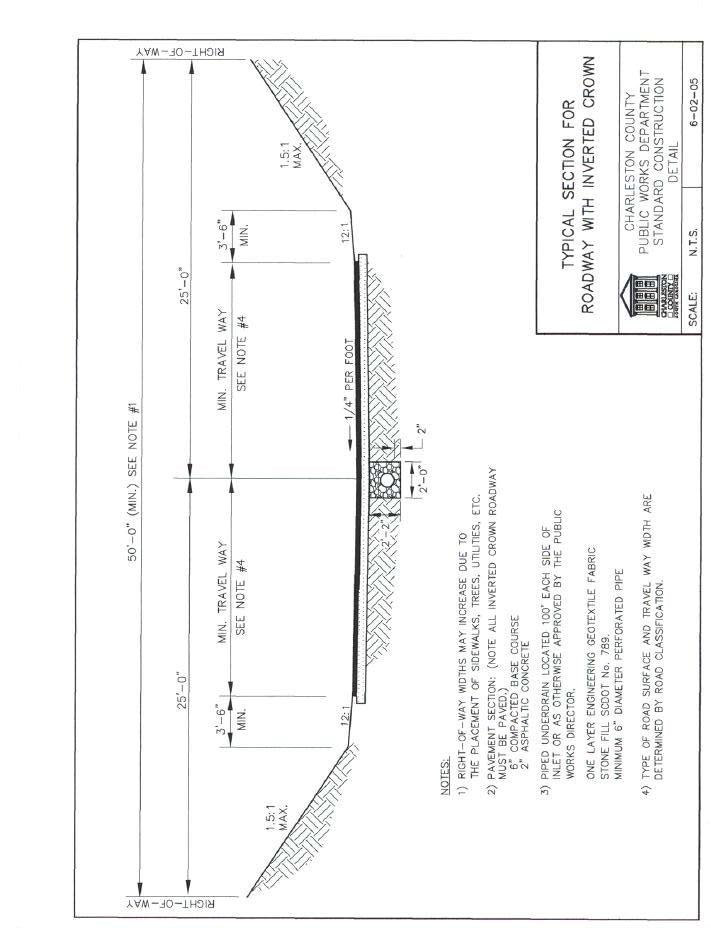 RIGHT-OF-WAY
RIGHT-OF-WAY
50'-0" (MIN.) SEE NOTE #1
25'-0"
25'-0"
1.5:1
MAX.
3'-6"
MIN.
MIN. TRAVEL WAY
SEE NOTE #4
MIN. TRAVEL WAY
SEE NOTE #4
3'-6"
MIN.
1.5:1
MAX.
12:1
1/4" PER FOOT
12:1
2'-2"
2'-0"
2"
NOTES:
1) RIGHT-OF-WAY WIDTHS MAY INCREASE DUE TO
THE PLACEMENT OF SIDEWALKS, TREES, UTILITIES, ETC.
2) PAVEMENT SECTION: (NOTE ALL INVERTED CROWN ROADWAY
MUST BE PAVED.)
6" COMPACTED BASE COURSE
2" ASPHALTIC CONCRETE
3) PIPED UNDERDRAIN LOCATED 100' EACH SIDE OF
INLET OR AS OTHERWISE APPROVED BY THE PUBLIC
WORKS DIRECTOR.
ONE LAYER ENGINEERING GEOTEXTILE FABRIC
STONE FILL SCDOT No. 789.
MINIMUM 6" DIAMETER PERFORATED PIPE
4) TYPE OF ROAD SURFACE AND TRAVEL WAY WIDTH ARE
DETERMINED BY ROAD CLASSIFICATION.
TYPICAL SECTION FOR
ROADWAY WITH INVERTED CROWN
CHARLESTON
COUNTY
CHARLESTON COUNTY
PUBLIC WORKS DEPARTMENT
STANDARD CONSTRUCTION
DETAIL
SCALE: N.T.S. 6-02-05